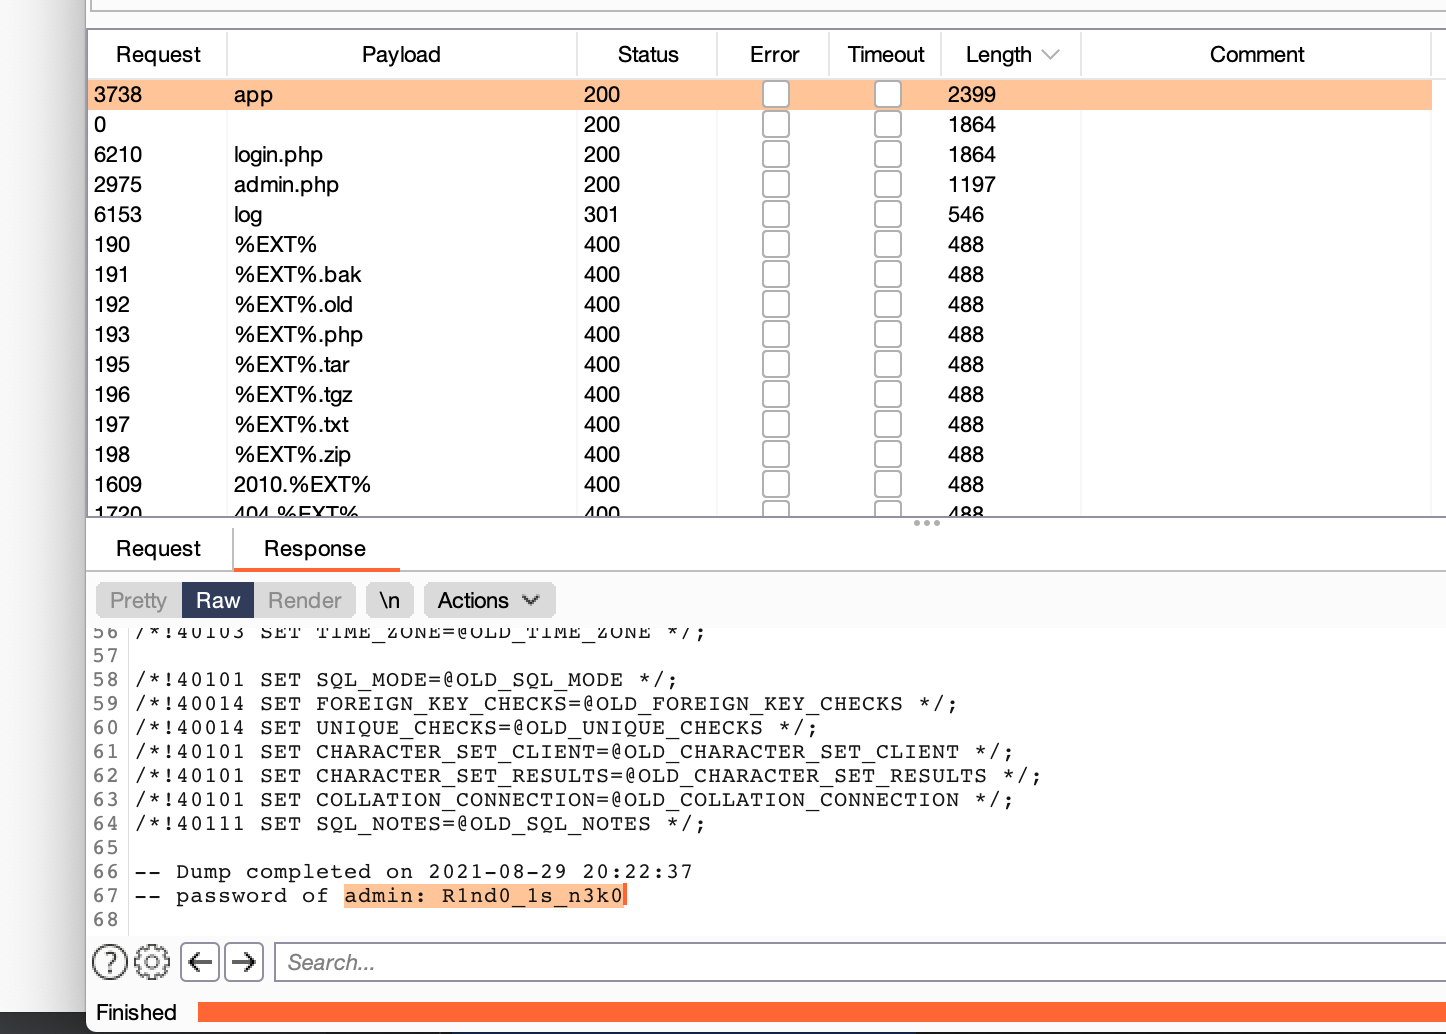 Request Payload Status Error Timeout Length Comment
3738 app 200 2399
0 200 1864
6210 login.php 200 1864
2975 admin.php 200 1197
6153 log 301 546
190 %EXT% 400 488
191 %EXT%.bak 400 488
192 %EXT%.old 400 488
193 %EXT%.php 400 488
195 %EXT%.tar 400 488
196 %EXT%.tgz 400 488
197 %EXT%.txt 400 488
198 %EXT%.zip 400 488
1609 2010.%EXT% 400 488
1720 404.%EXT% 400 488
Request Response
Pretty Raw Render \n Actions
56 /*!40103 SET TIME_ZONE=@OLD_TIME_ZONE */;
57
58 /*!40101 SET SQL_MODE=@OLD_SQL_MODE */;
59 /*!40014 SET FOREIGN_KEY_CHECKS=@OLD_FOREIGN_KEY_CHECKS */;
60 /*!40014 SET UNIQUE_CHECKS=@OLD_UNIQUE_CHECKS */;
61 /*!40101 SET CHARACTER_SET_CLIENT=@OLD_CHARACTER_SET_CLIENT */;
62 /*!40101 SET CHARACTER_SET_RESULTS=@OLD_CHARACTER_SET_RESULTS */;
63 /*!40101 SET COLLATION_CONNECTION=@OLD_COLLATION_CONNECTION */;
64 /*!40111 SET SQL_NOTES=@OLD_SQL_NOTES */;
65
66 -- Dump completed on 2021-08-29 20:22:37
67 -- password of admin: R1nd0_1s_n3k0
68
? Search...
Finished